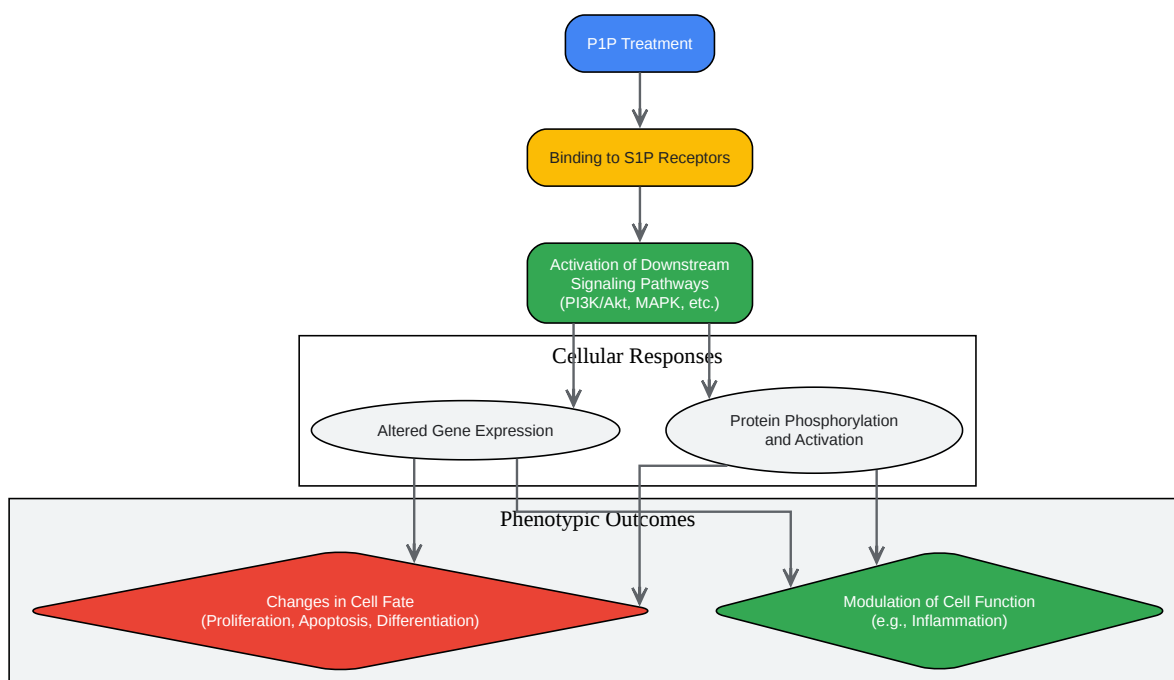 P1P Treatment
Binding to S1P Receptors
Activation of Downstream
Signaling Pathways
(PI3K/Akt, MAPK, etc.)
Cellular Responses
Altered Gene Expression
Protein Phosphorylation
and Activation
Phenotypic Outcomes
Changes in Cell Fate
(Proliferation, Apoptosis, Differentiation)
Modulation of Cell Function
(e.g., Inflammation)